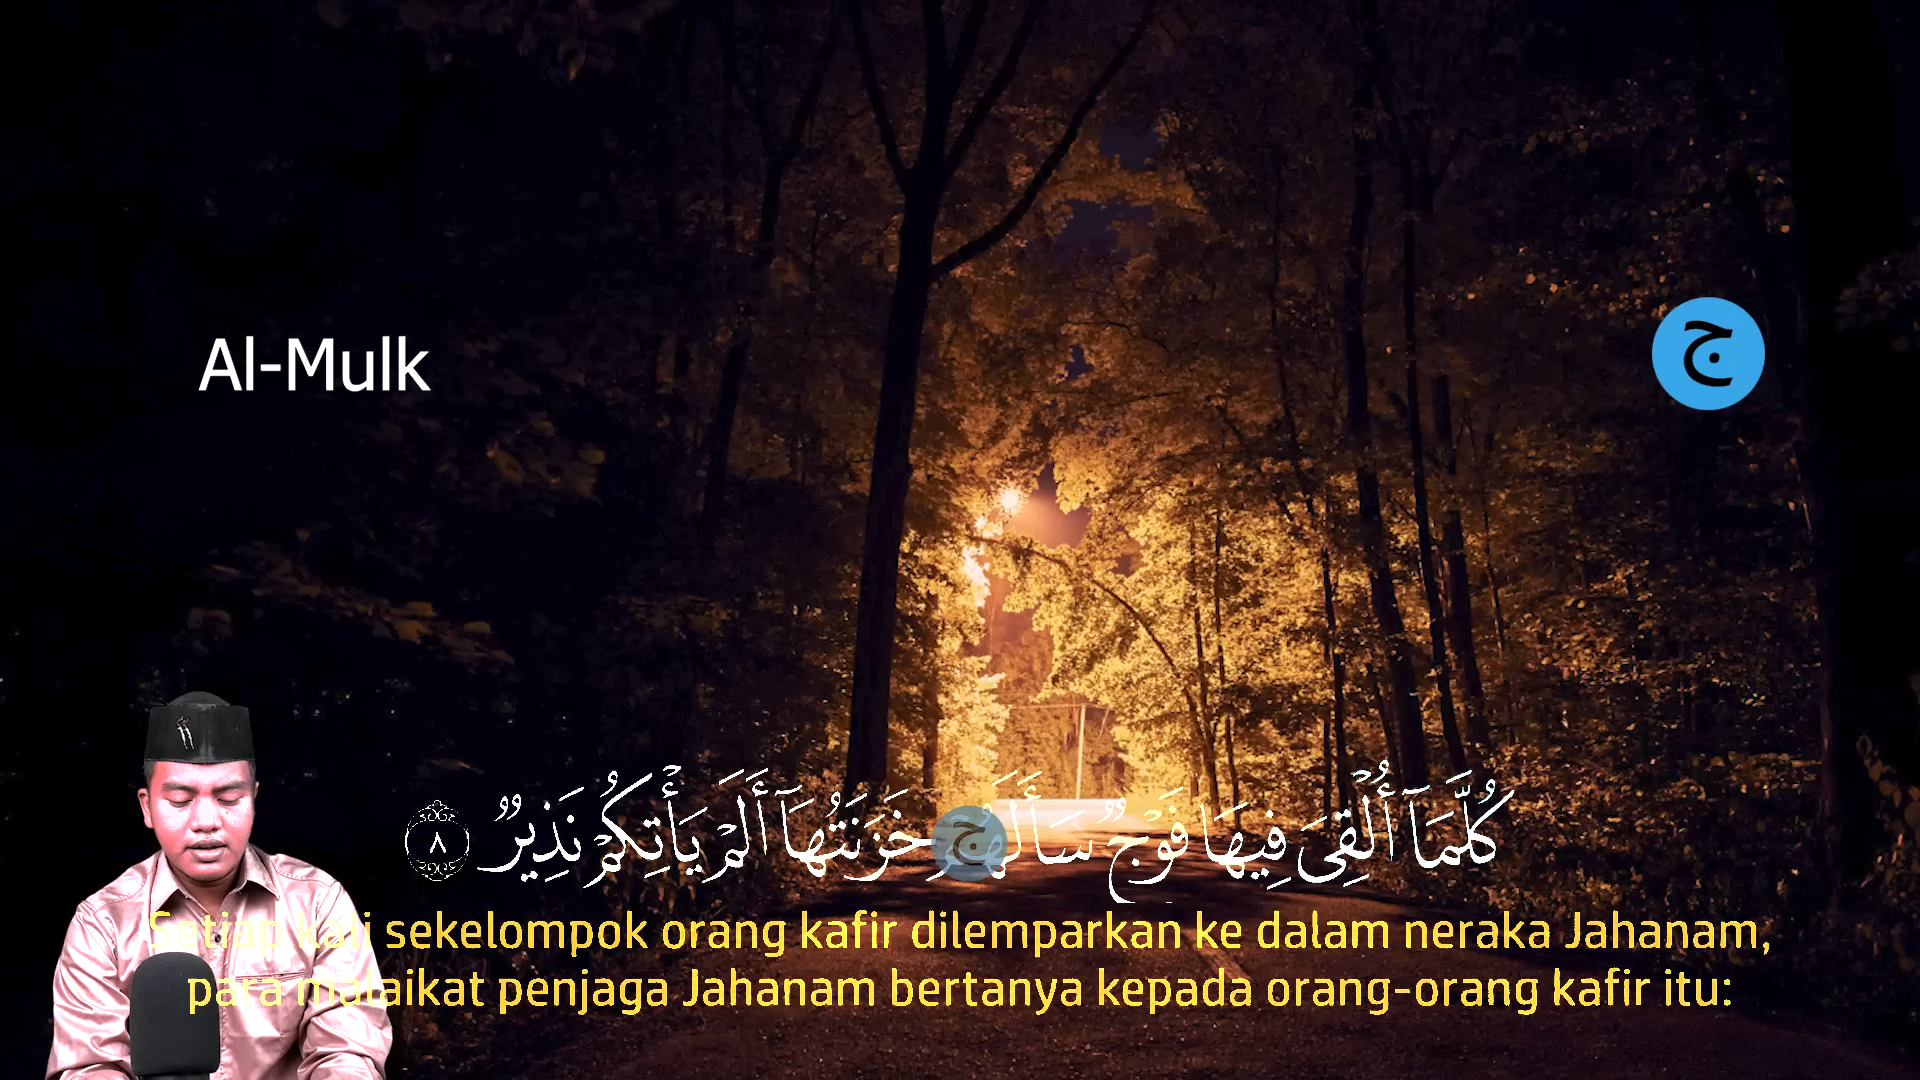 Al-Mulk
ج
كُلَّمَآ أُلْقِىَ فِيهَا فَوْجٌ سَأَلَهُمْ خَزَنَتُهَآ أَلَمْ يَأْتِكُمْ نَذِيرٌ ٨
ج
Setiap kali sekelompok orang kafir dilemparkan ke dalam neraka Jahanam,
para malaikat penjaga Jahanam bertanya kepada orang-orang kafir itu: